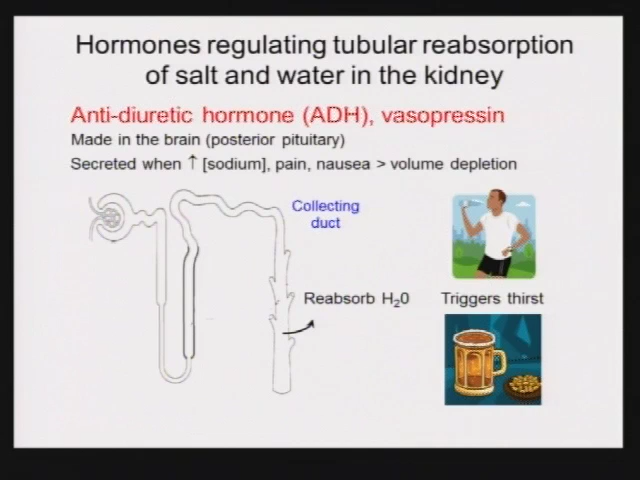 Hormones regulating tubular reabsorption
of salt and water in the kidney
Anti-diuretic hormone (ADH), vasopressin
Made in the brain (posterior pituitary)
Secreted when ↑ [sodium], pain, nausea > volume depletion
Collecting
duct
Reabsorb H₂0
Triggers thirst